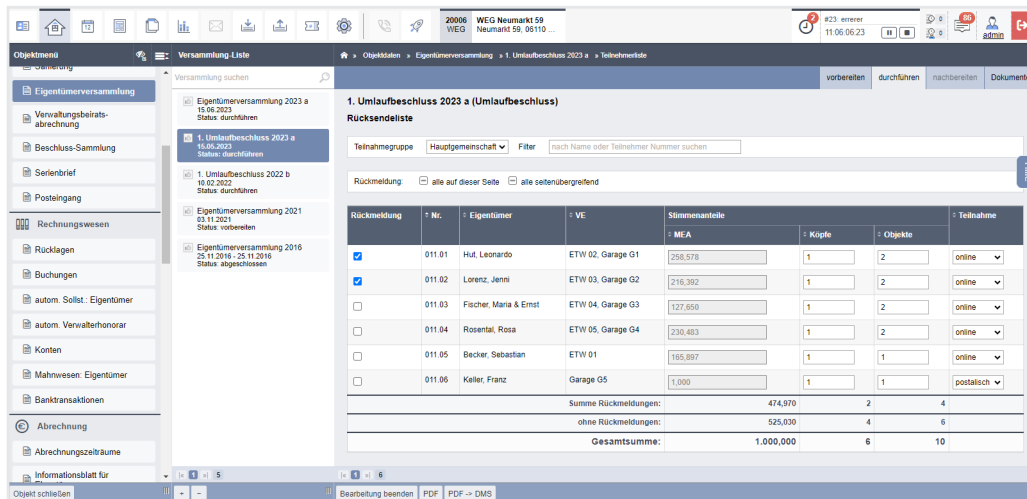 20006 WEG Neumarkt 59
WEG Neumarkt 59, 06110 ...
2
#23: errerer
11:06:06:23
0
0
86
admin
Objektmenü
Versammlung-Liste
» Objektdaten » Eigentümerversammlung » 1. Umlaufbeschluss 2023 a » Teilnehmerliste
Sanierung
Eigentümerversammlung
Verwaltungsbeirats-
abrechnung
Beschluss-Sammlung
Serienbrief
Posteingang
Rechnungswesen
Rücklagen
Buchungen
autom. Sollst.: Eigentümer
autom. Verwalterhonorar
Konten
Mahnwesen: Eigentümer
Banktransaktionen
Abrechnung
Abrechnungszeiträume
Informationsblatt für
Objekt schließen
Versammlung suchen
Eigentümerversammlung 2023 a
15.06.2023
Status: durchführen
1. Umlaufbeschluss 2023 a
15.05.2023
Status: durchführen
1. Umlaufbeschluss 2022 b
10.02.2022
Status: durchführen
Eigentümerversammlung 2021
03.11.2021
Status: vorbereiten
Eigentümerversammlung 2016
25.11.2016 - 25.11.2016
Status: abgeschlossen
1 5
+ -
vorbereiten durchführen nachbereiten Dokumente
1. Umlaufbeschluss 2023 a (Umlaufbeschluss)
Rücksendeliste
Teilnahmegruppe Hauptgemeinschaft Filter nach Name oder Teilnehmer Nummer suchen
Rückmeldung: alle auf dieser Seite alle seitenübergreifend
Rückmeldung Nr. Eigentümer VE Stimmenanteile Teilnahme
MEA Köpfe Objekte
011.01 Hut, Leonardo ETW 02, Garage G1 258,578 1 2 online
011.02 Lorenz, Jenni ETW 03, Garage G2 216,392 1 2 online
011.03 Fischer, Maria & Ernst ETW 04, Garage G3 127,650 1 2 online
011.04 Rosental, Rosa ETW 05, Garage G4 230,483 1 2 online
011.05 Becker, Sebastian ETW 01 165,897 1 1 online
011.06 Keller, Franz Garage G5 1,000 1 1 postalisch
Summe Rückmeldungen: 474,970 2 4
ohne Rückmeldungen: 525,030 4 6
Gesamtsumme: 1.000,000 6 10
1 6
Bearbeitung beenden PDF PDF -> DMS